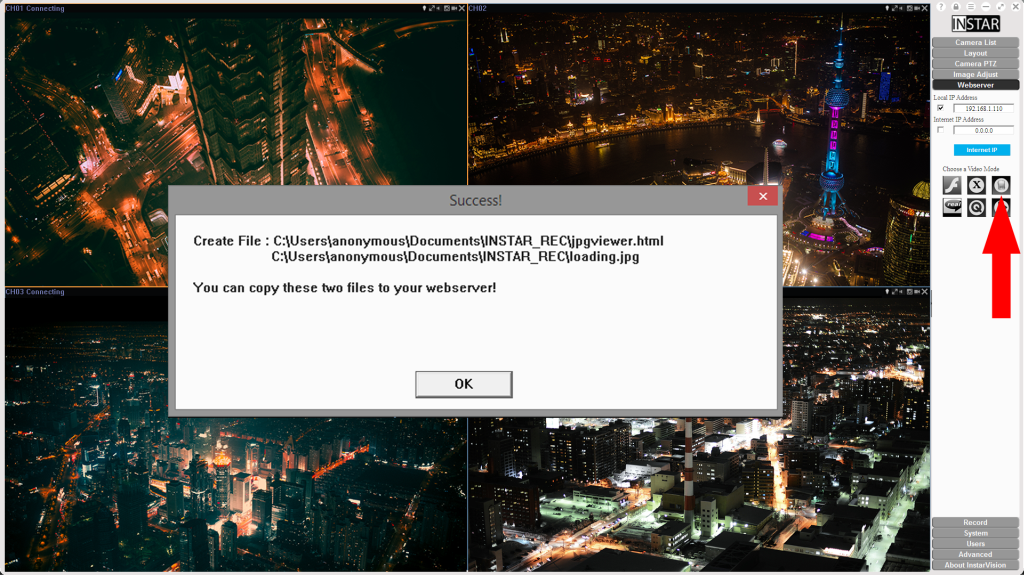 CH01 Connecting
CH02
INSTAR
Camera List
Layout
Camera PTZ
Image Adjust
Webserver
Local IP Address
192.168.1.110
Internet IP Address
0.0.0.0
Internet IP
Choose a Video Mode
X
real
Success!
Create File : C:\Users\anonymous\Documents\INSTAR_REC\jpgviewer.html
C:\Users\anonymous\Documents\INSTAR_REC\loading.jpg
You can copy these two files to your webserver!
OK
CH03 Connecting
Record
System
Users
Advanced
About InstarVision